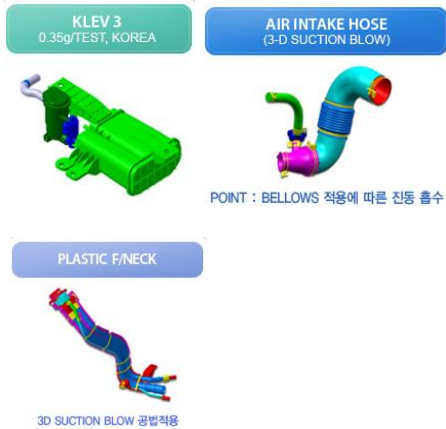 KLEV 3
0.35g/TEST, KOREA
AIR INTAKE HOSE
(3-D SUCTION BLOW)
POINT : BELLOWS 적용에 따른 진동 흡수
PLASTIC F/NECK
3D SUCTION BLOW 공법적용